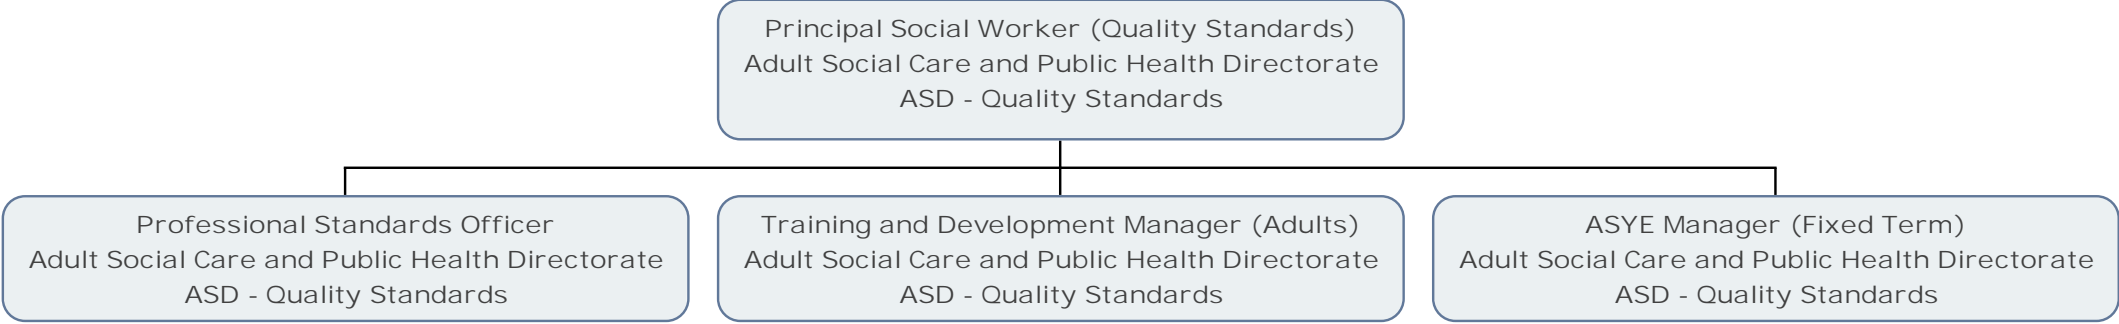 Principal Social Worker (Quality Standards)
Adult Social Care and Public Health Directorate
ASD - Quality Standards
Professional Standards Officer
Adult Social Care and Public Health Directorate
ASD - Quality Standards
Training and Development Manager (Adults)
Adult Social Care and Public Health Directorate
ASD - Quality Standards
ASYE Manager (Fixed Term)
Adult Social Care and Public Health Directorate
ASD - Quality Standards